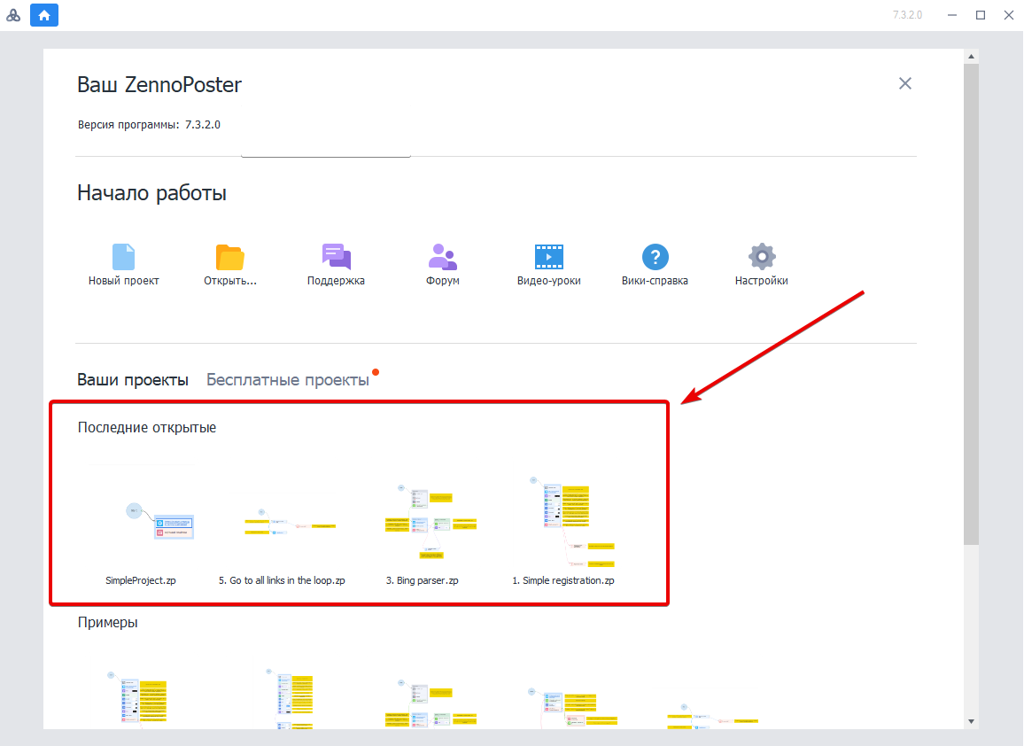 7.3.2.0
Ваш ZennoPoster
Версия программы: 7.3.2.0
Начало работы
Новый проект
Открыть...
Поддержка
Форум
Видео-уроки
Вики-справка
Настройки
Ваши проекты
Бесплатные проекты
Последние открытые
SimpleProject.zp
5. Go to all links in the loop.zp
3. Bing parser.zp
1. Simple registration.zp
Примеры